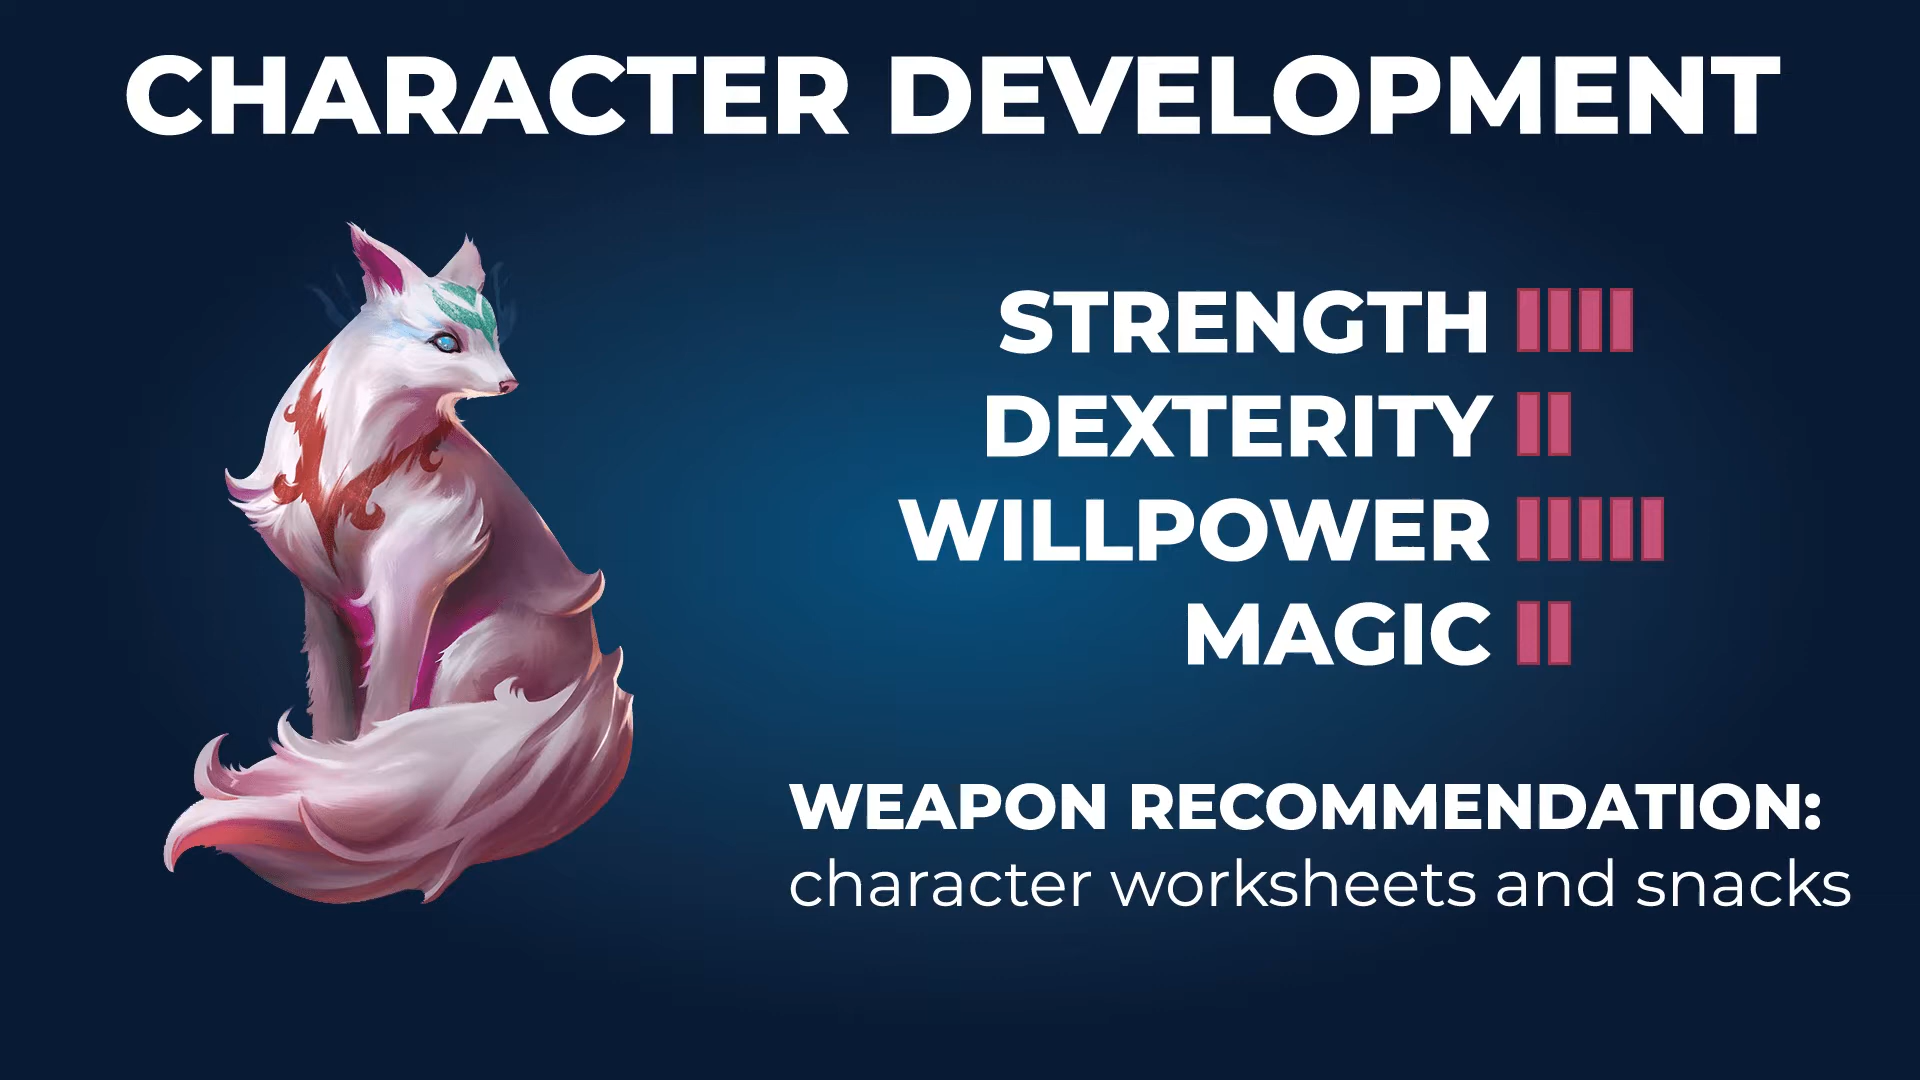 CHARACTER DEVELOPMENT
STRENGTH
DEXTERITY
WILLPOWER
MAGIC
WEAPON RECOMMENDATION:
character worksheets and snacks